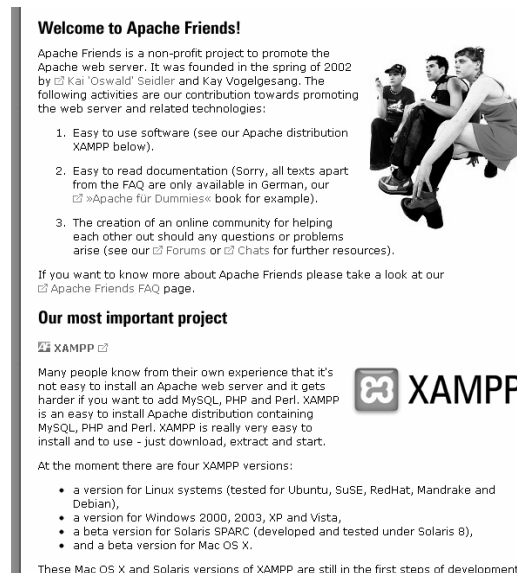 Welcome to Apache Friends!
Apache Friends is a non-profit project to promote the
Apache web server. It was founded in the spring of 2002
by Kai 'Oswald' Seidler and Kay Vogelgesang. The
following activities are our contribution towards promoting
the web server and related technologies:
1. Easy to use software (see our Apache distribution
XAMPP below).
2. Easy to read documentation (Sorry, all texts apart
from the FAQ are only available in German, our
»Apache für Dummies« book for example).
3. The creation of an online community for helping
each other out should any questions or problems
arise (see our Forums or Chats for further resources).
If you want to know more about Apache Friends please take a look at our
Apache Friends FAQ page.
Our most important project
XAMPP
Many people know from their own experience that it's
not easy to install an Apache web server and it gets
harder if you want to add MySQL, PHP and Perl. XAMPP
is an easy to install Apache distribution containing
MySQL, PHP and Perl. XAMPP is really very easy to
install and to use - just download, extract and start.
XAMPP
At the moment there are four XAMPP versions:
• a version for Linux systems (tested for Ubuntu, SuSE, RedHat, Mandrake and
Debian),
• a version for Windows 2000, 2003, XP and Vista,
• a beta version for Solaris SPARC (developed and tested under Solaris 8),
• and a beta version for Mac OS X.
These Mac OS X and Solaris versions of XAMPP are still in the first steps of development